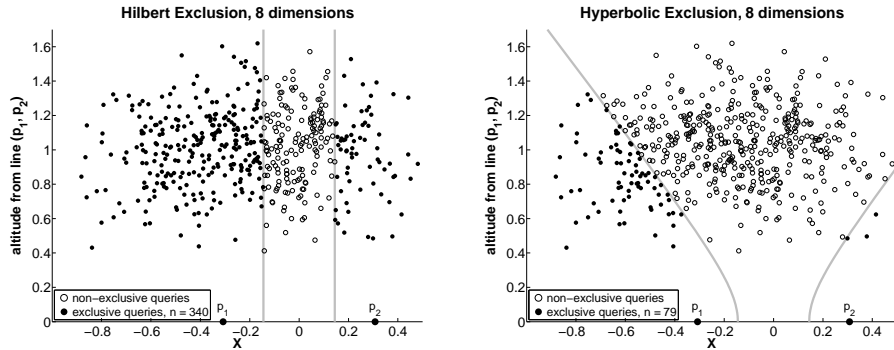 Hilbert Exclusion, 8 dimensions
altitude from line (p1, p2)
1.6
1.4
1.2
1
0.8
0.6
0.4
0.2
0
non-exclusive queries
exclusive queries, n = 340
p1
p2
−0.8
−0.6
−0.4
−0.2
0
0.2
0.4
X
Hyperbolic Exclusion, 8 dimensions
altitude from line (p1, p2)
1.6
1.4
1.2
1
0.8
0.6
0.4
0.2
0
non-exclusive queries
exclusive queries, n = 79
p1
p2
−0.8
−0.6
−0.4
−0.2
0
0.2
0.4
X